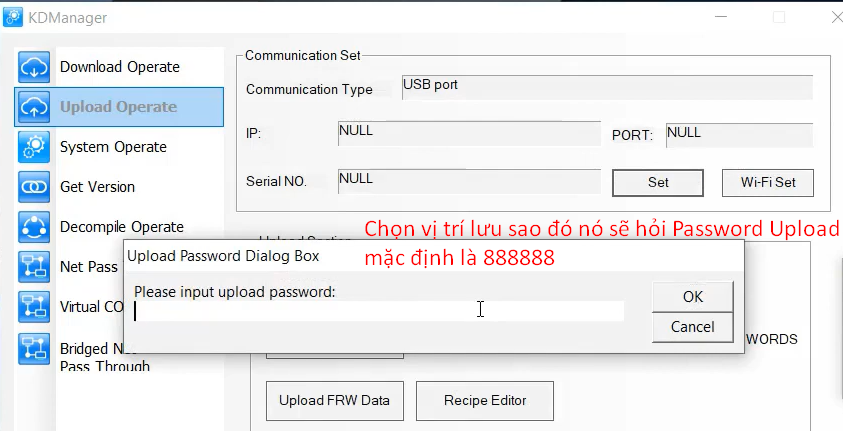 KDManager
Download Operate
Upload Operate
System Operate
Get Version
Decompile Operate
Net Pass
Virtual CO
Bridged Ne
Pass Through
Communication Set
Communication Type USB port
IP: NULL PORT: NULL
Serial NO. NULL Set Wi-Fi Set
Chọn vị trí lưu sao đó nó sẽ hỏi Password Upload
mặc định là 888888
Upload Password Dialog Box
Please input upload password:
OK
Cancel
WORDS
Upload FRW Data Recipe Editor